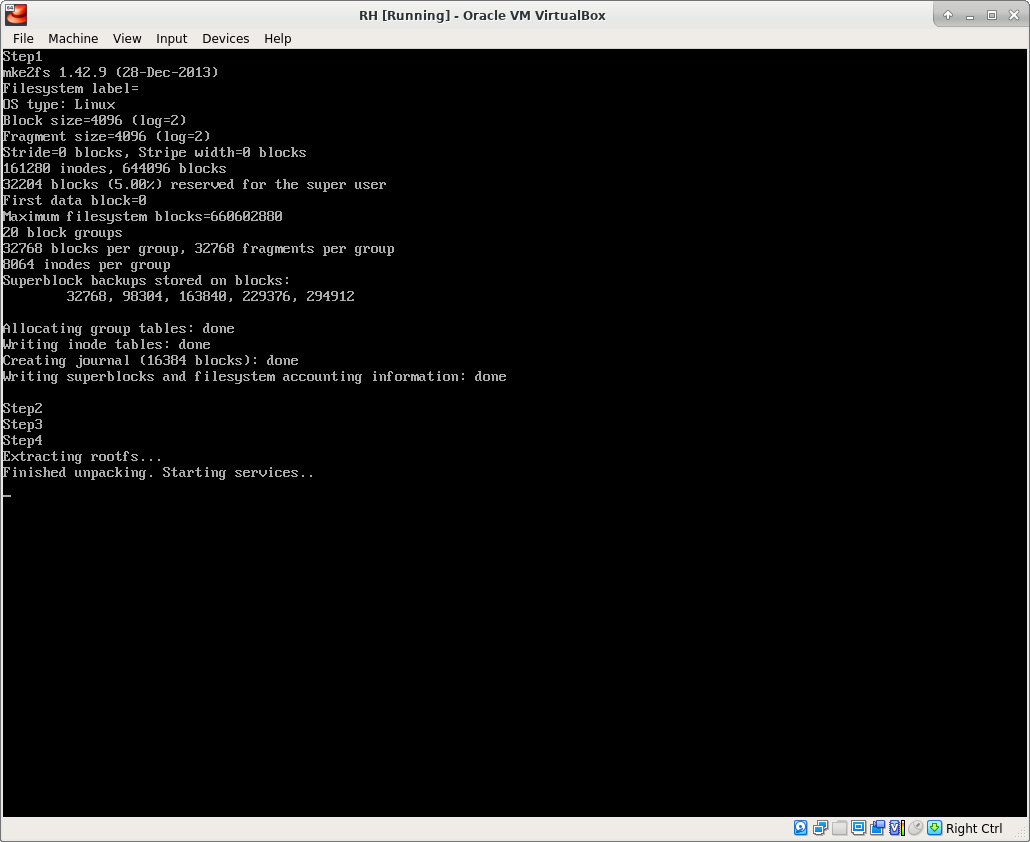 RH [Running] - Oracle VM VirtualBox
File Machine View Input Devices Help
Step1
mke2fs 1.42.9 (28-Dec-2013)
Filesystem label=
OS type: Linux
Block size=4096 (log=2)
Fragment size=4096 (log=2)
Stride=0 blocks, Stripe width=0 blocks
161280 inodes, 644096 blocks
32204 blocks (5.00%) reserved for the super user
First data block=0
Maximum filesystem blocks=660602880
20 block groups
32768 blocks per group, 32768 fragments per group
8064 inodes per group
Superblock backups stored on blocks:
32768, 98304, 163840, 229376, 294912
Allocating group tables: done
Writing inode tables: done
Creating journal (16384 blocks): done
Writing superblocks and filesystem accounting information: done
Step2
Step3
Step4
Extracting rootfs...
Finished unpacking. Starting services..
_
Right Ctrl